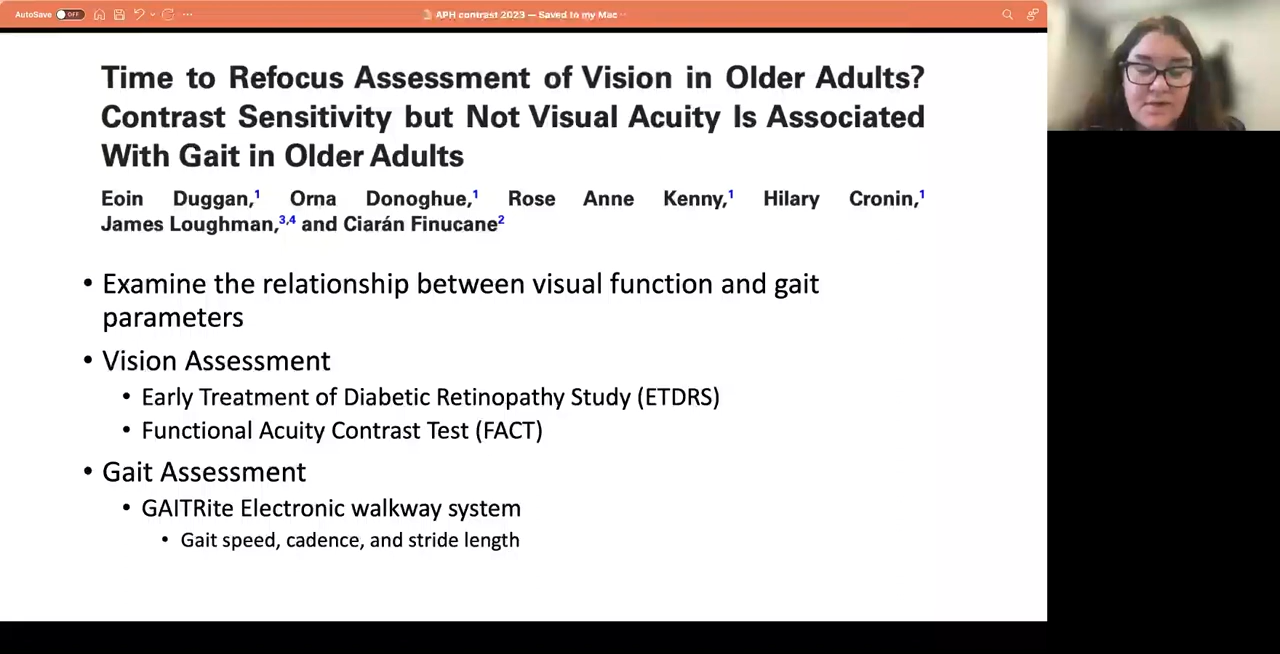 AutoSave OFF
APH contrast 2023 — Saved to my Mac
Time to Refocus Assessment of Vision in Older Adults?
Contrast Sensitivity but Not Visual Acuity Is Associated
With Gait in Older Adults
Eoin Duggan,1 Orna Donoghue,1 Rose Anne Kenny,1 Hilary Cronin,1
James Loughman,3,4 and Ciarán Finucane2
• Examine the relationship between visual function and gait
parameters
• Vision Assessment
• Early Treatment of Diabetic Retinopathy Study (ETDRS)
• Functional Acuity Contrast Test (FACT)
• Gait Assessment
• GAITRite Electronic walkway system
• Gait speed, cadence, and stride length